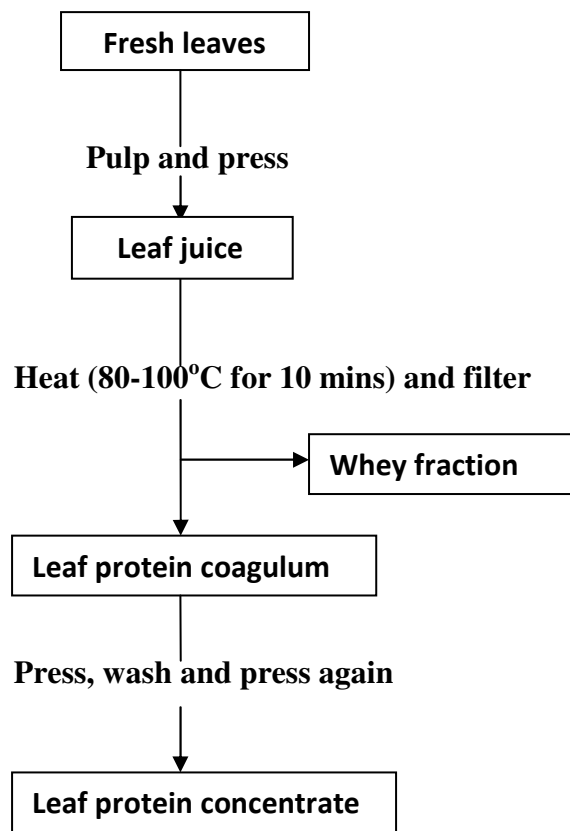 Fresh leaves
Pulp and press
Leaf juice
Heat (80-100°C for 10 mins) and filter
Whey fraction
Leaf protein coagulum
Press, wash and press again
Leaf protein concentrate